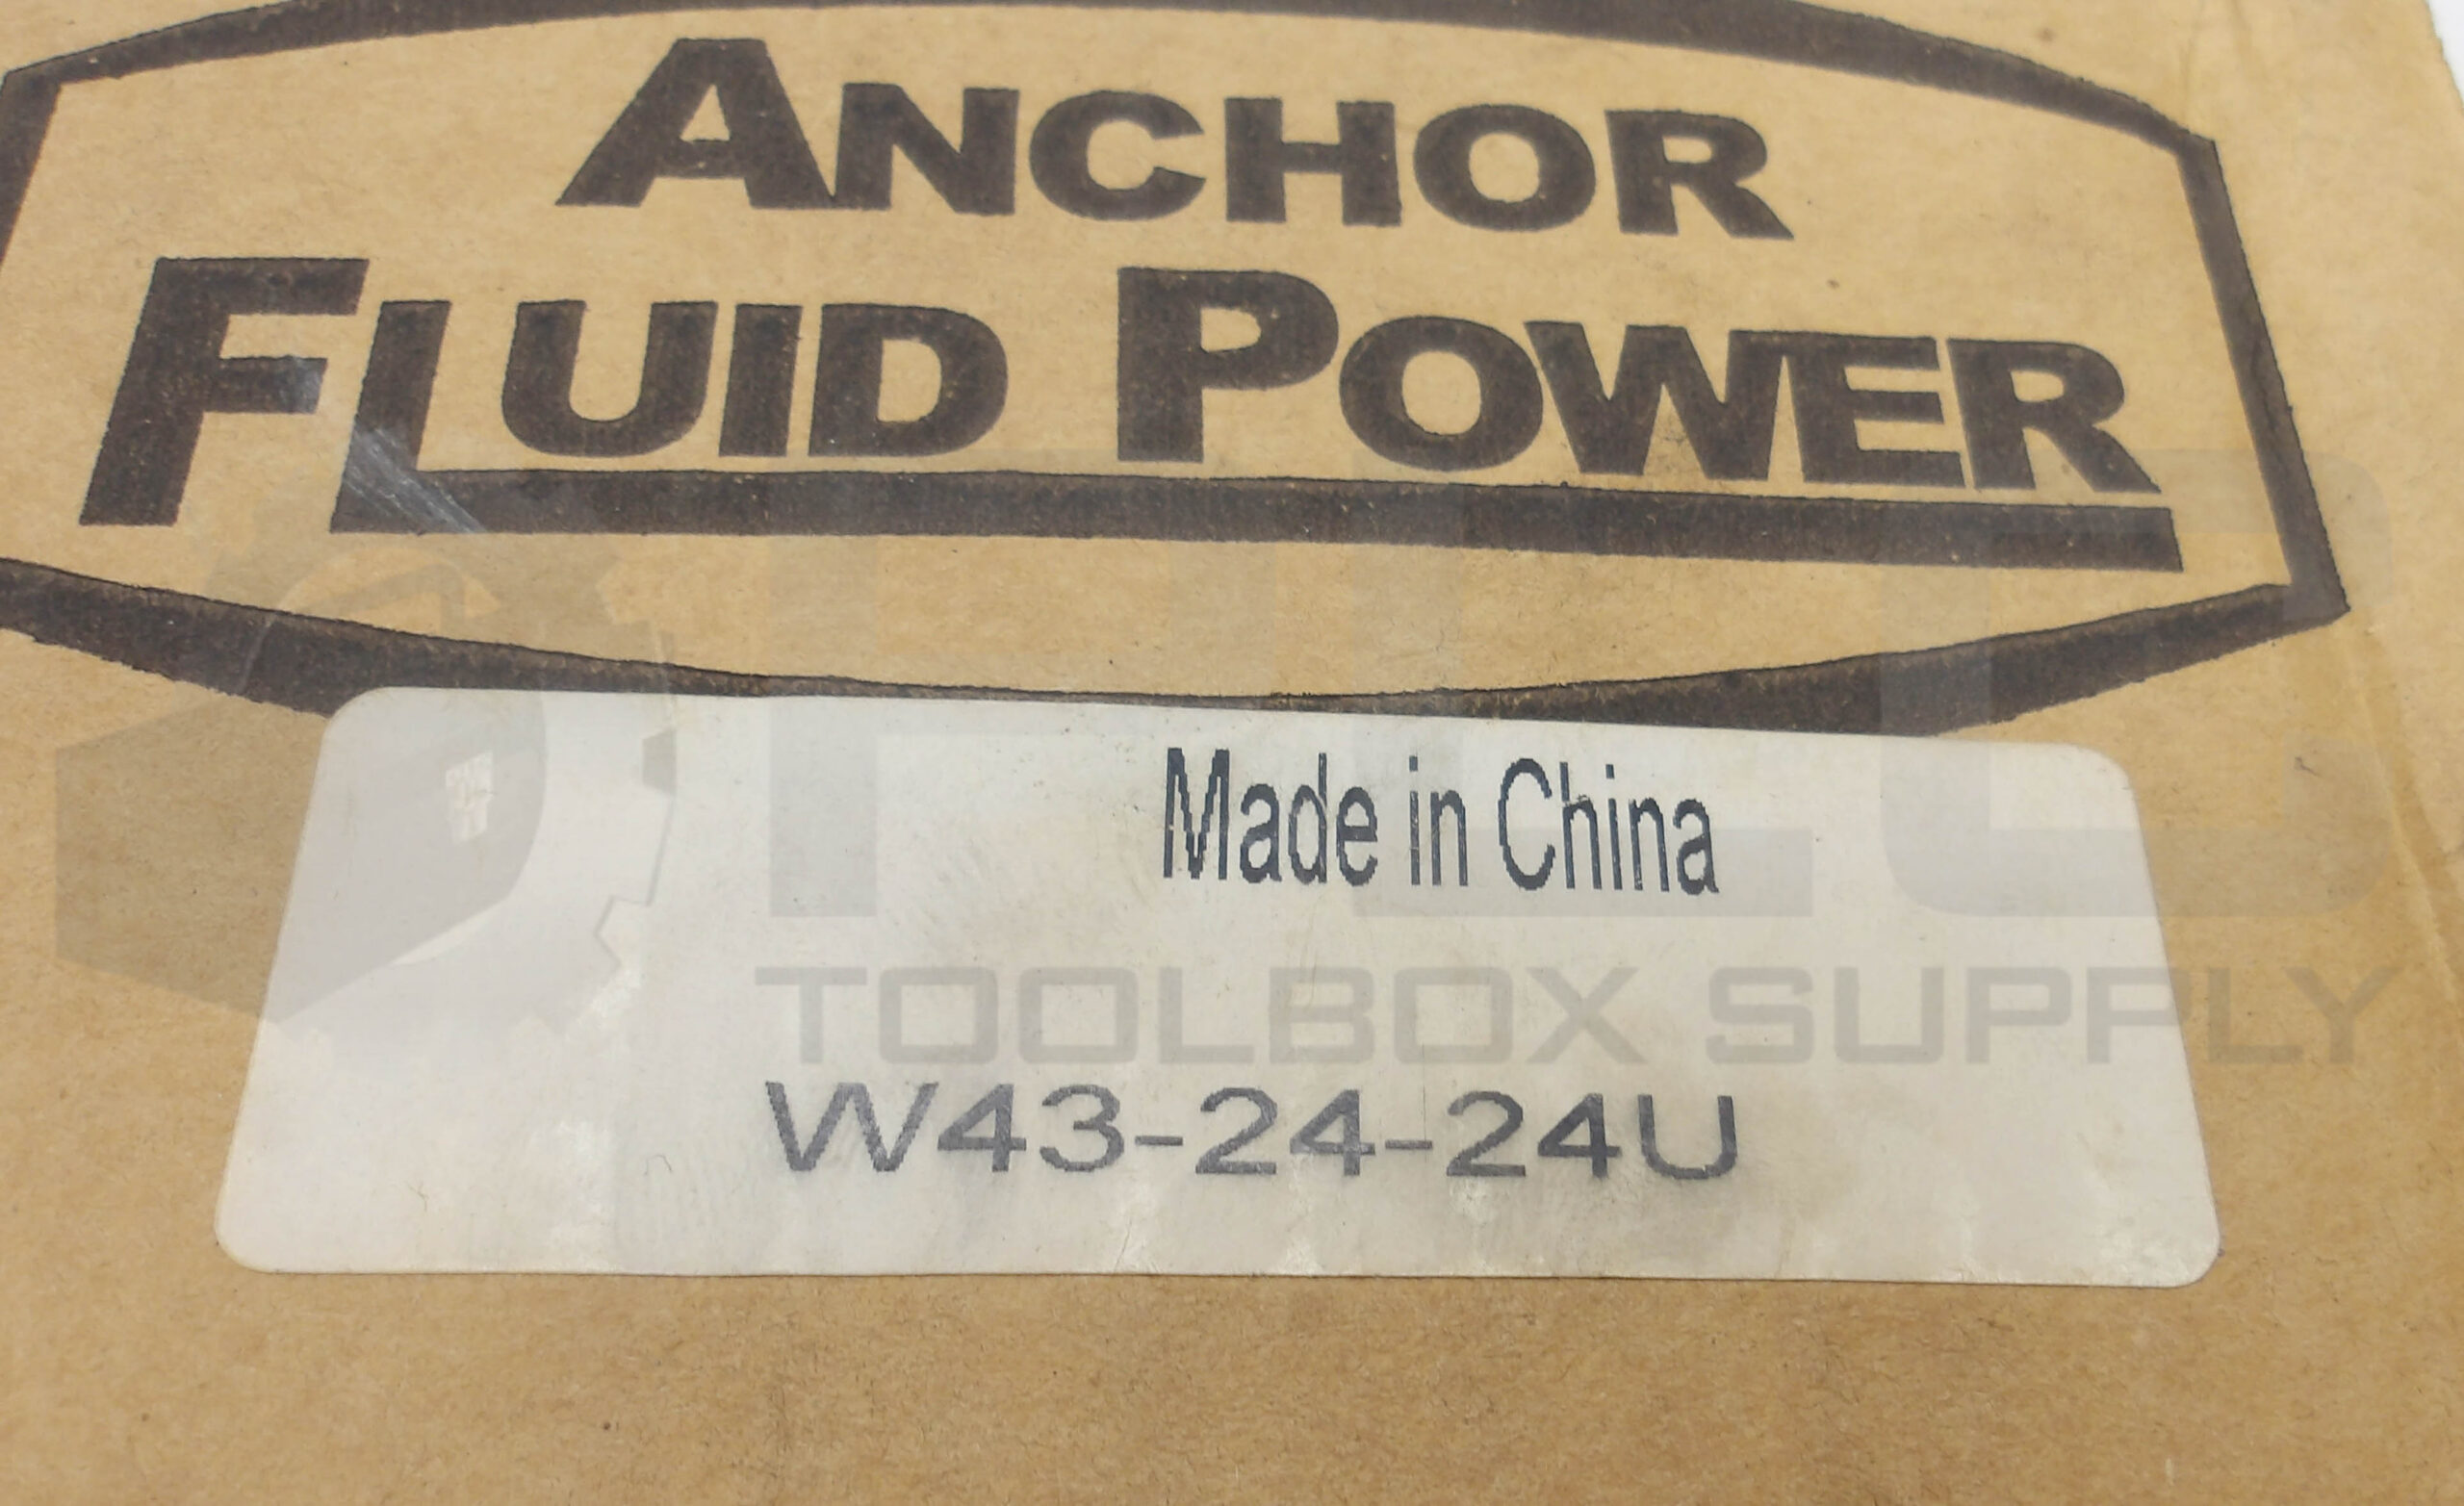 ANCHOR
FLUID POWER
Made in China
TOOLBOX SUPPLY
W43-24-24U